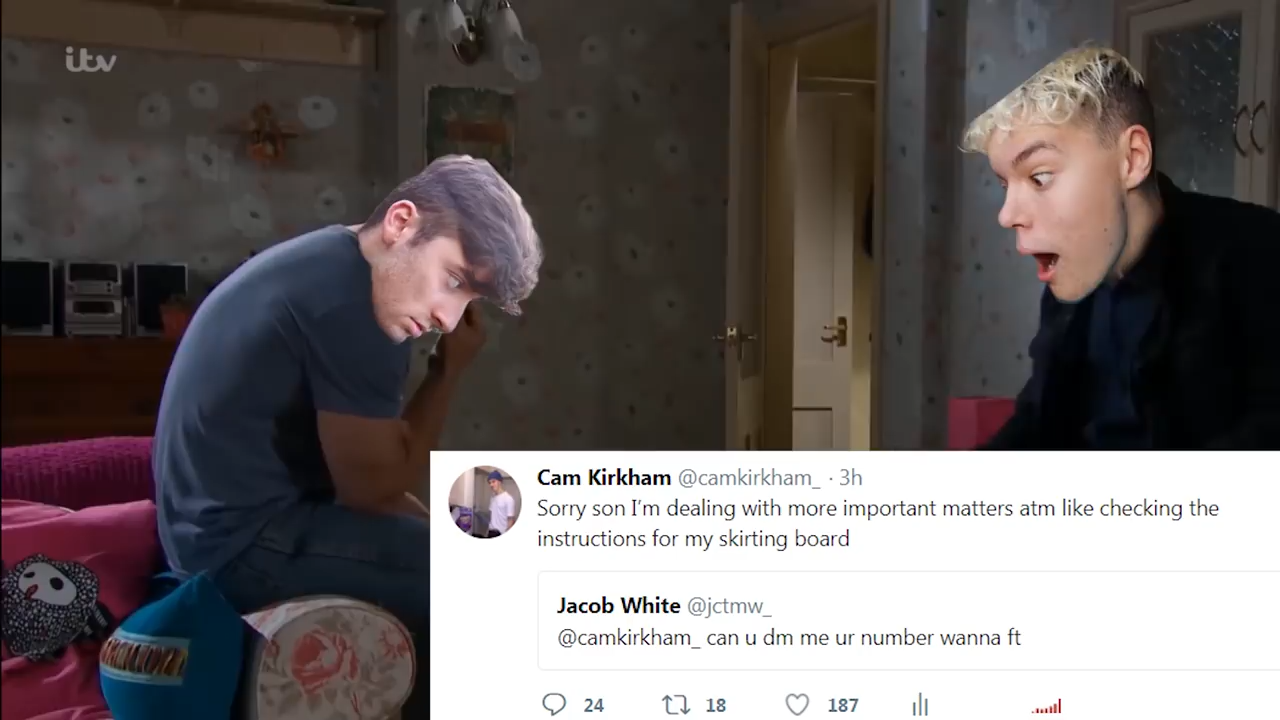 itv
Cam Kirkham @camkirkham_ · 3h
Sorry son I'm dealing with more important matters atm like checking the
instructions for my skirting board
Jacob White @jctmw_
@camkirkham_ can u dm me ur number wanna ft
24 18 187